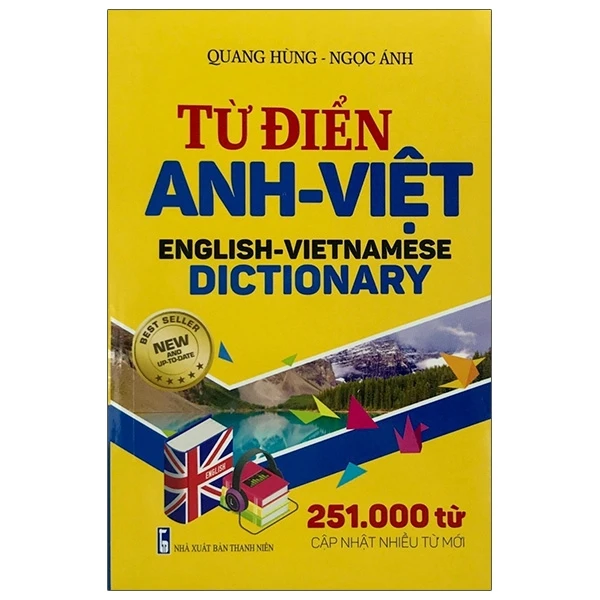 QUANG HÙNG - NGỌC ÁNH
TỪ ĐIỂN
ANH-VIỆT
ENGLISH-VIETNAMESE
DICTIONARY
BEST SELLER
NEW
AND
UP-TO-DATE
ENGLISH
251.000 từ
CẬP NHẬT NHIỀU TỪ MỚI
NHÀ XUẤT BẢN THANH NIÊN